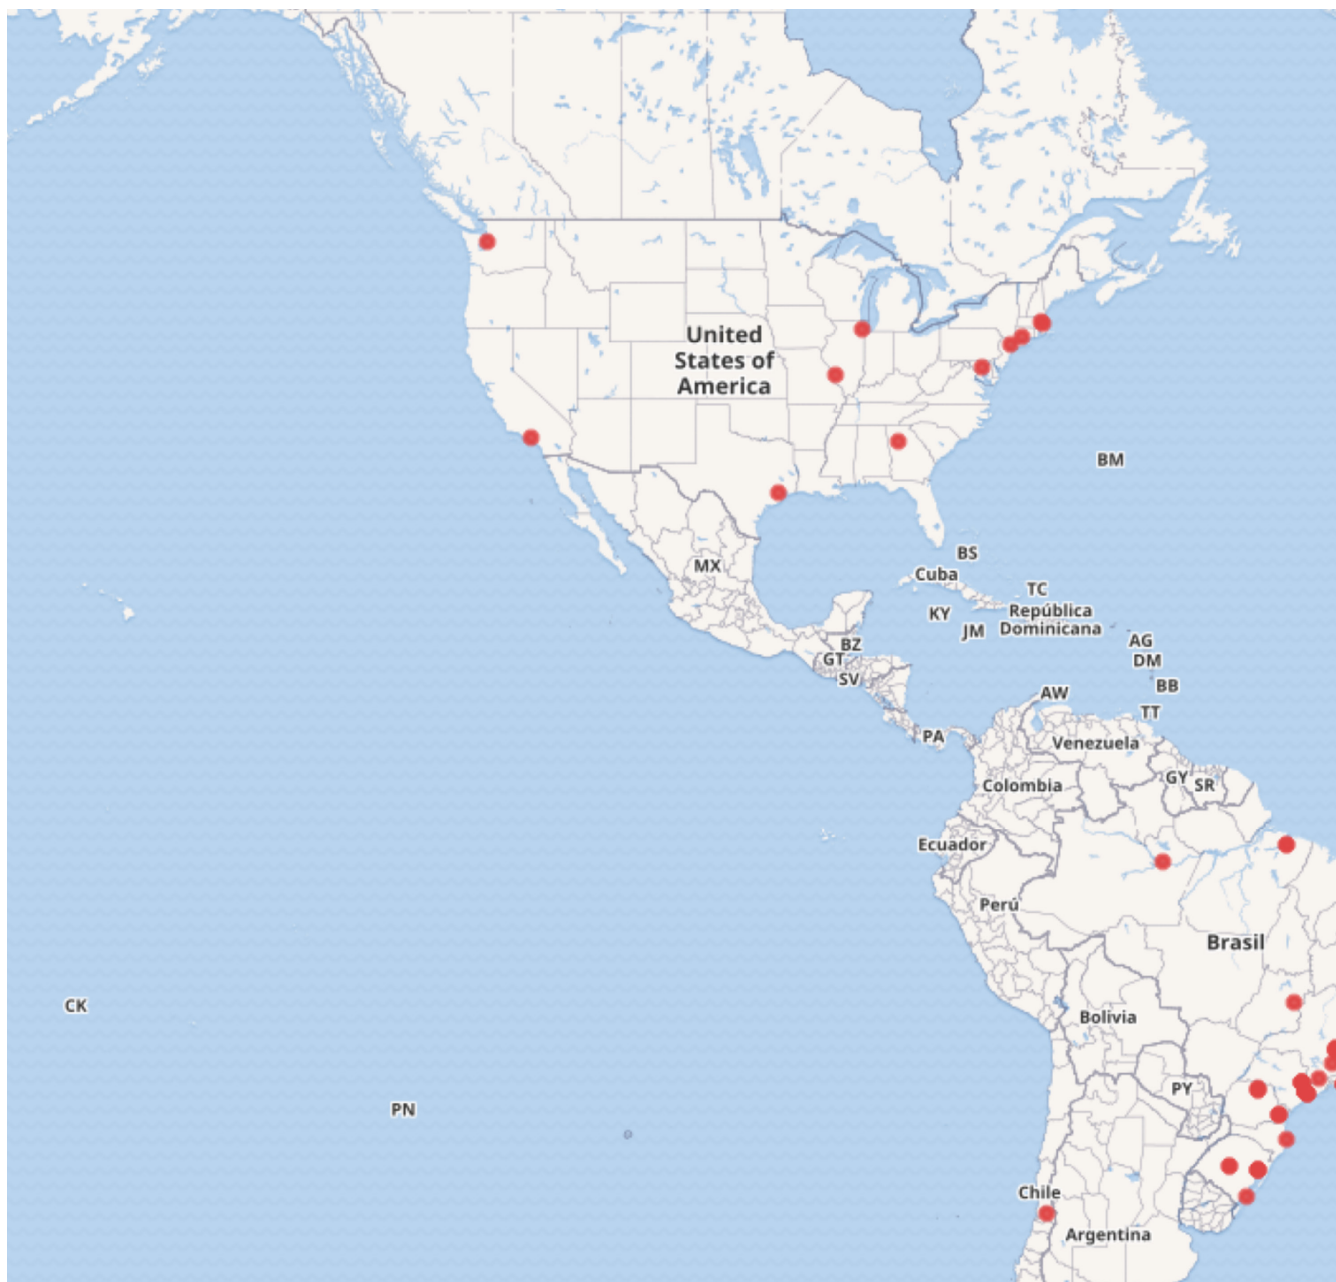 United
States of
America
BM
MX
BS
Cuba
TC
KY
República
Dominicana
JM
AG
DM
BB
BZ
GT
SV
AW
TT
PA
Venezuela
Colombia
GY
SR
Ecuador
Perú
Brasil
CK
Bolivia
PY
PN
Chile
Argentina